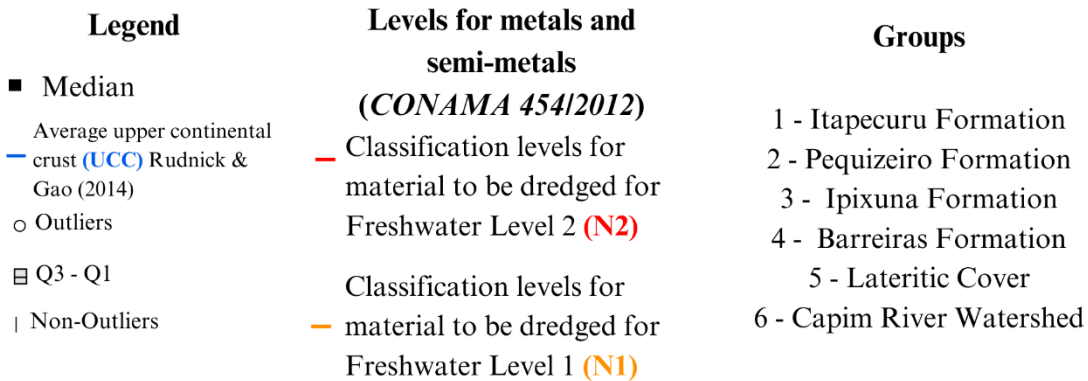 Legend
■ Median
Average upper continental
crust (UCC) Rudnick &
Gao (2014)
Outliers
Q3 - Q1
Non-Outliers
Levels for metals and
semi-metals
(CONAMA 454/2012)
Classification levels for
material to be dredged for
Freshwater Level 2 (N2)
Classification levels for
material to be dredged for
Freshwater Level 1 (N1)
Groups
1 - Itapecuru Formation
2 - Pequizeiro Formation
3 - Ipixuna Formation
4 - Barreiras Formation
5 - Lateritic Cover
6 - Capim River Watershed